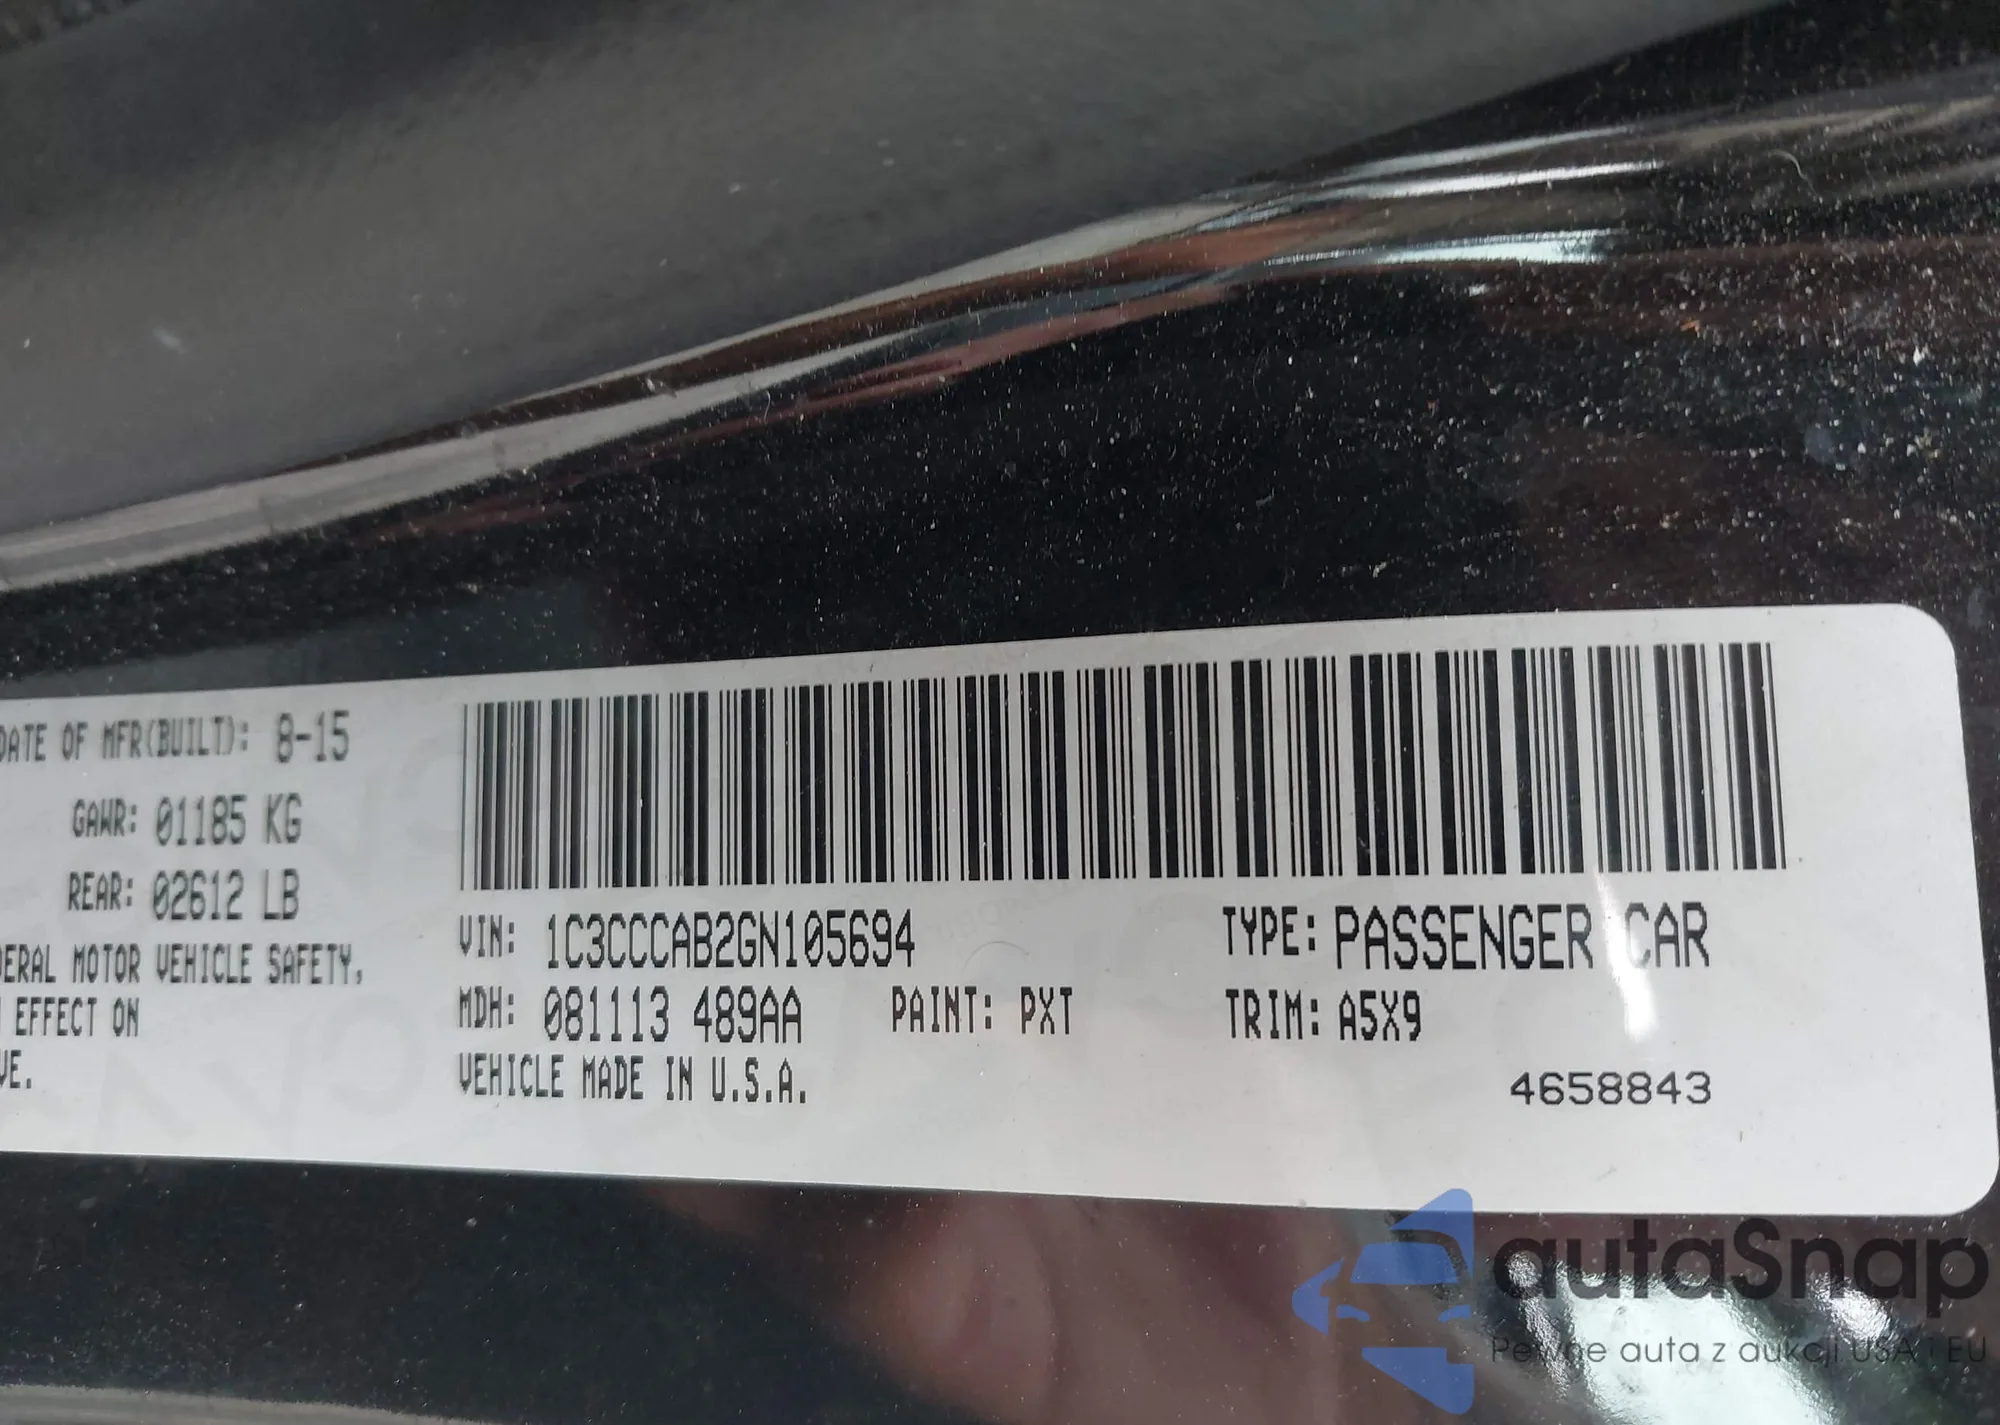 DATE OF MFR(BUILT): 8-15
GAWR: 01185 KG
REAR: 02612 LB
ERAL MOTOR VEHICLE SAFETY,
EFFECT ON
VE.
VIN: 1C3CCCAB2GN105694
TYPE: PASSENGER CAR
MDH: 081113 489AA
PAINT: PXT
TRIM: A5X9
VEHICLE MADE IN U.S.A.
4658843
autaSnap
Pewne auta z aukcji USA i EU